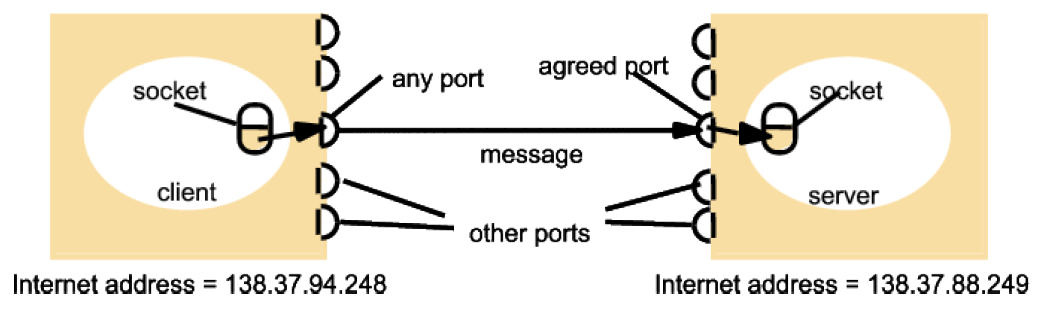 any port
agreed port
socket
socket
message
client
server
other ports
Internet address = 138.37.94.248
Internet address = 138.37.88.249